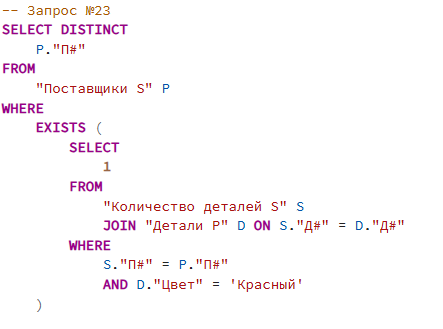 -- Запрос №23
SELECT DISTINCT
P."П#"
FROM
"Поставщики S" P
WHERE
EXISTS (
SELECT
1
FROM
"Количество деталей S" S
JOIN "Детали P" D ON S."Д#" = D."Д#"
WHERE
S."П#" = P."П#"
AND D."Цвет" = 'Красный'
)